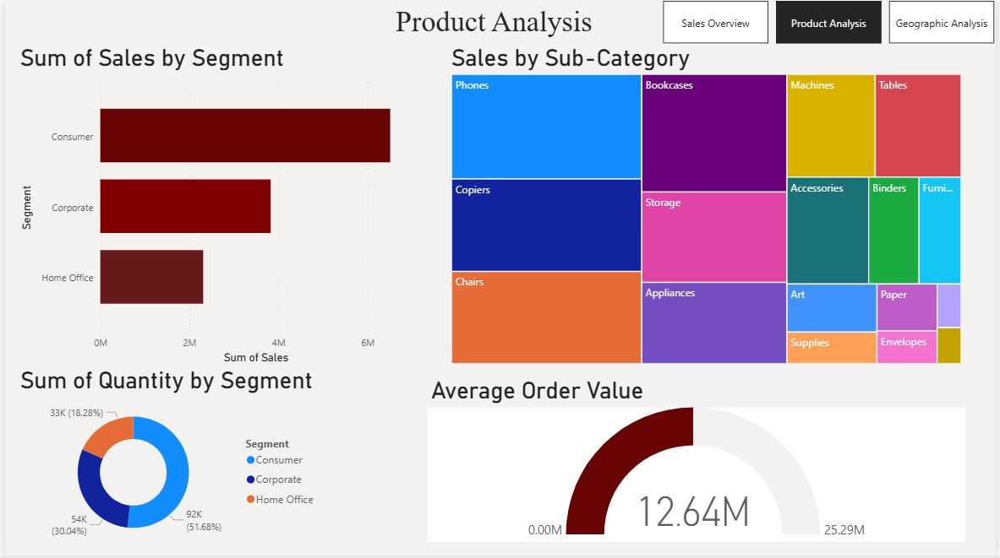 Product Analysis
Sales Overview
Product Analysis
Geographic Analysis
Sum of Sales by Segment
Segment
Consumer
Corporate
Home Office
0M
2M
4M
6M
Sum of Sales
Sales by Sub-Category
Phones
Copiers
Chairs
Bookcases
Storage
Appliances
Machines
Tables
Accessories
Binders
Furni...
Art
Supplies
Paper
Envelopes
Sum of Quantity by Segment
33K (18.28%)
54K
(30.04%)
92K
(51.68%)
Segment
Consumer
Corporate
Home Office
Average Order Value
12.64M
0.00M
25.29M